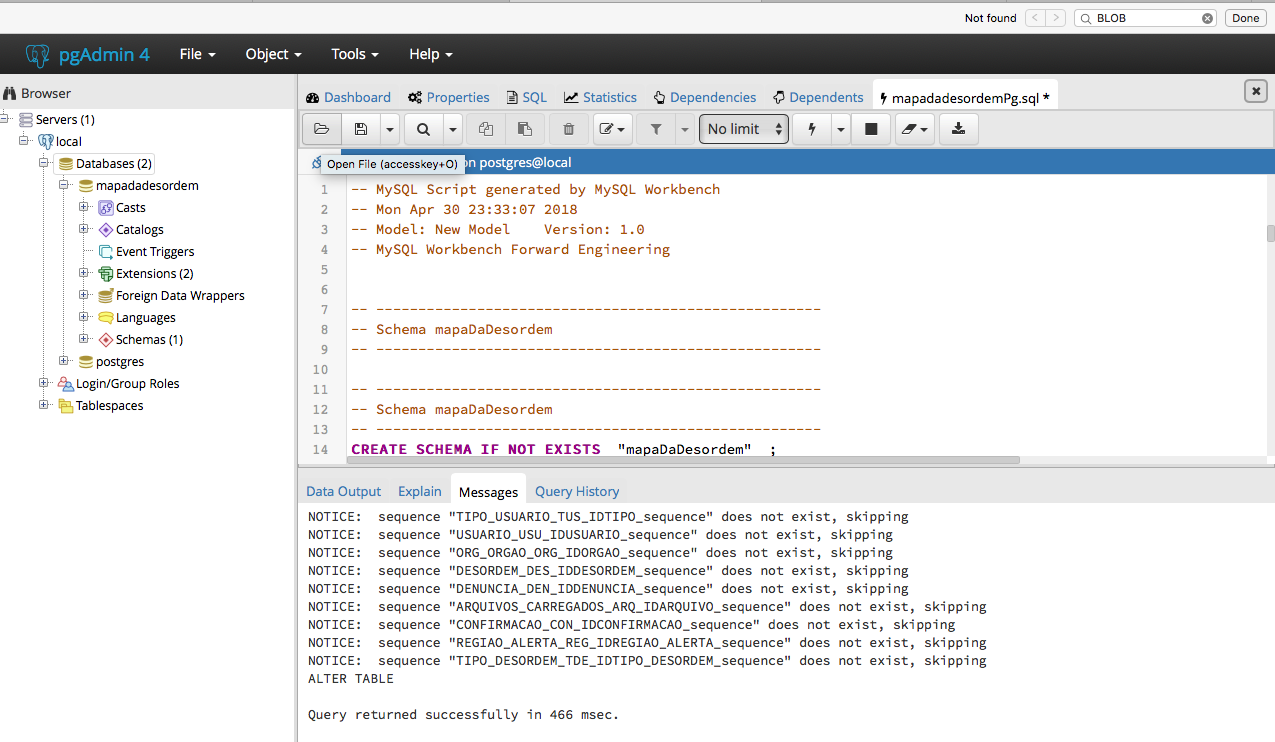 Not found
BLOB
Done
pgAdmin 4
File
Object
Tools
Help
Browser
Servers (1)
local
Databases (2)
mapadadesordem
Casts
Catalogs
Event Triggers
Extensions (2)
Foreign Data Wrappers
Languages
Schemas (1)
postgres
Login/Group Roles
Tablespaces
Dashboard
Properties
SQL
Statistics
Dependencies
Dependents
mapadadesordemPg.sql *
No limit
Open File (accesskey+O)
on postgres@local
1 -- MySQL Script generated by MySQL Workbench
2 -- Mon Apr 30 23:33:07 2018
3 -- Model: New Model    Version: 1.0
4 -- MySQL Workbench Forward Engineering
5
6
7 -- -----------------------------------------------------
8 -- Schema mapaDaDesordem
9 -- -----------------------------------------------------
10
11 -- -----------------------------------------------------
12 -- Schema mapaDaDesordem
13 -- -----------------------------------------------------
14 CREATE SCHEMA IF NOT EXISTS  "mapaDaDesordem"  ;
Data Output
Explain
Messages
Query History
NOTICE:  sequence "TIPO_USUARIO_TUS_IDTIPO_sequence" does not exist, skipping
NOTICE:  sequence "USUARIO_USU_IDUSUARIO_sequence" does not exist, skipping
NOTICE:  sequence "ORG_ORGAO_ORG_IDORGAO_sequence" does not exist, skipping
NOTICE:  sequence "DESORDEM_DES_IDDESORDEM_sequence" does not exist, skipping
NOTICE:  sequence "DENUNCIA_DEN_IDDENUNCIA_sequence" does not exist, skipping
NOTICE:  sequence "ARQUIVOS_CARREGADOS_ARQ_IDARQUIVO_sequence" does not exist, skipping
NOTICE:  sequence "CONFIRMACAO_CON_IDCONFIRMACAO_sequence" does not exist, skipping
NOTICE:  sequence "REGIAO_ALERTA_REG_IDREGIAO_ALERTA_sequence" does not exist, skipping
NOTICE:  sequence "TIPO_DESORDEM_TDE_IDTIPO_DESORDEM_sequence" does not exist, skipping
ALTER TABLE
Query returned successfully in 466 msec.